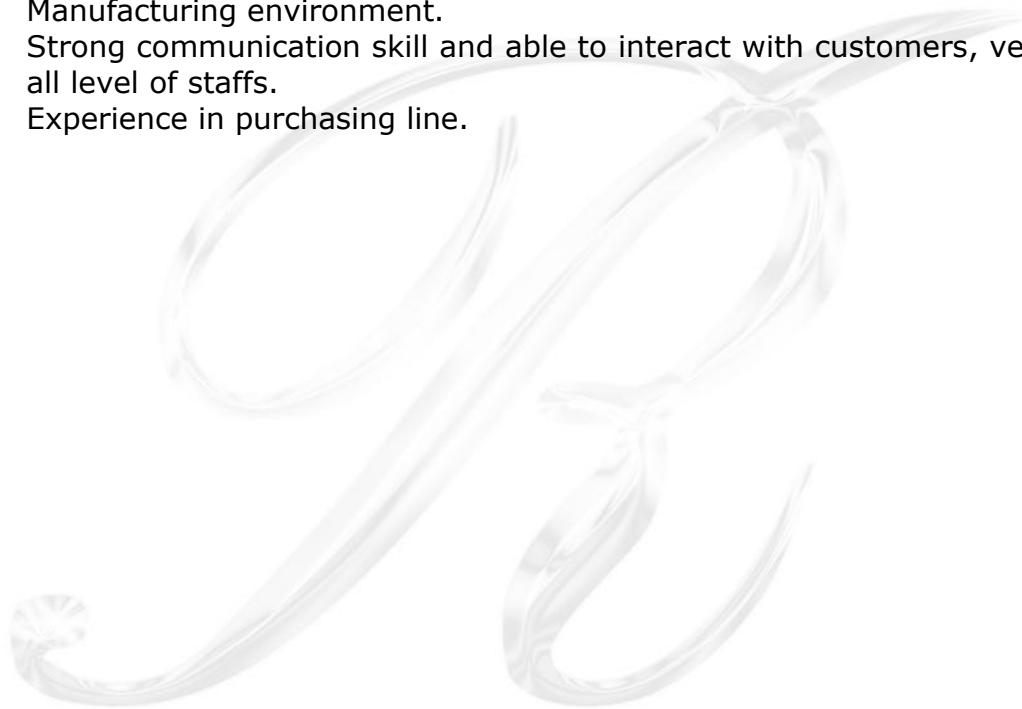 Manufacturing environment.
Strong communication skill and able to interact with customers,
all level of staffs.
Experience in purchasing line.